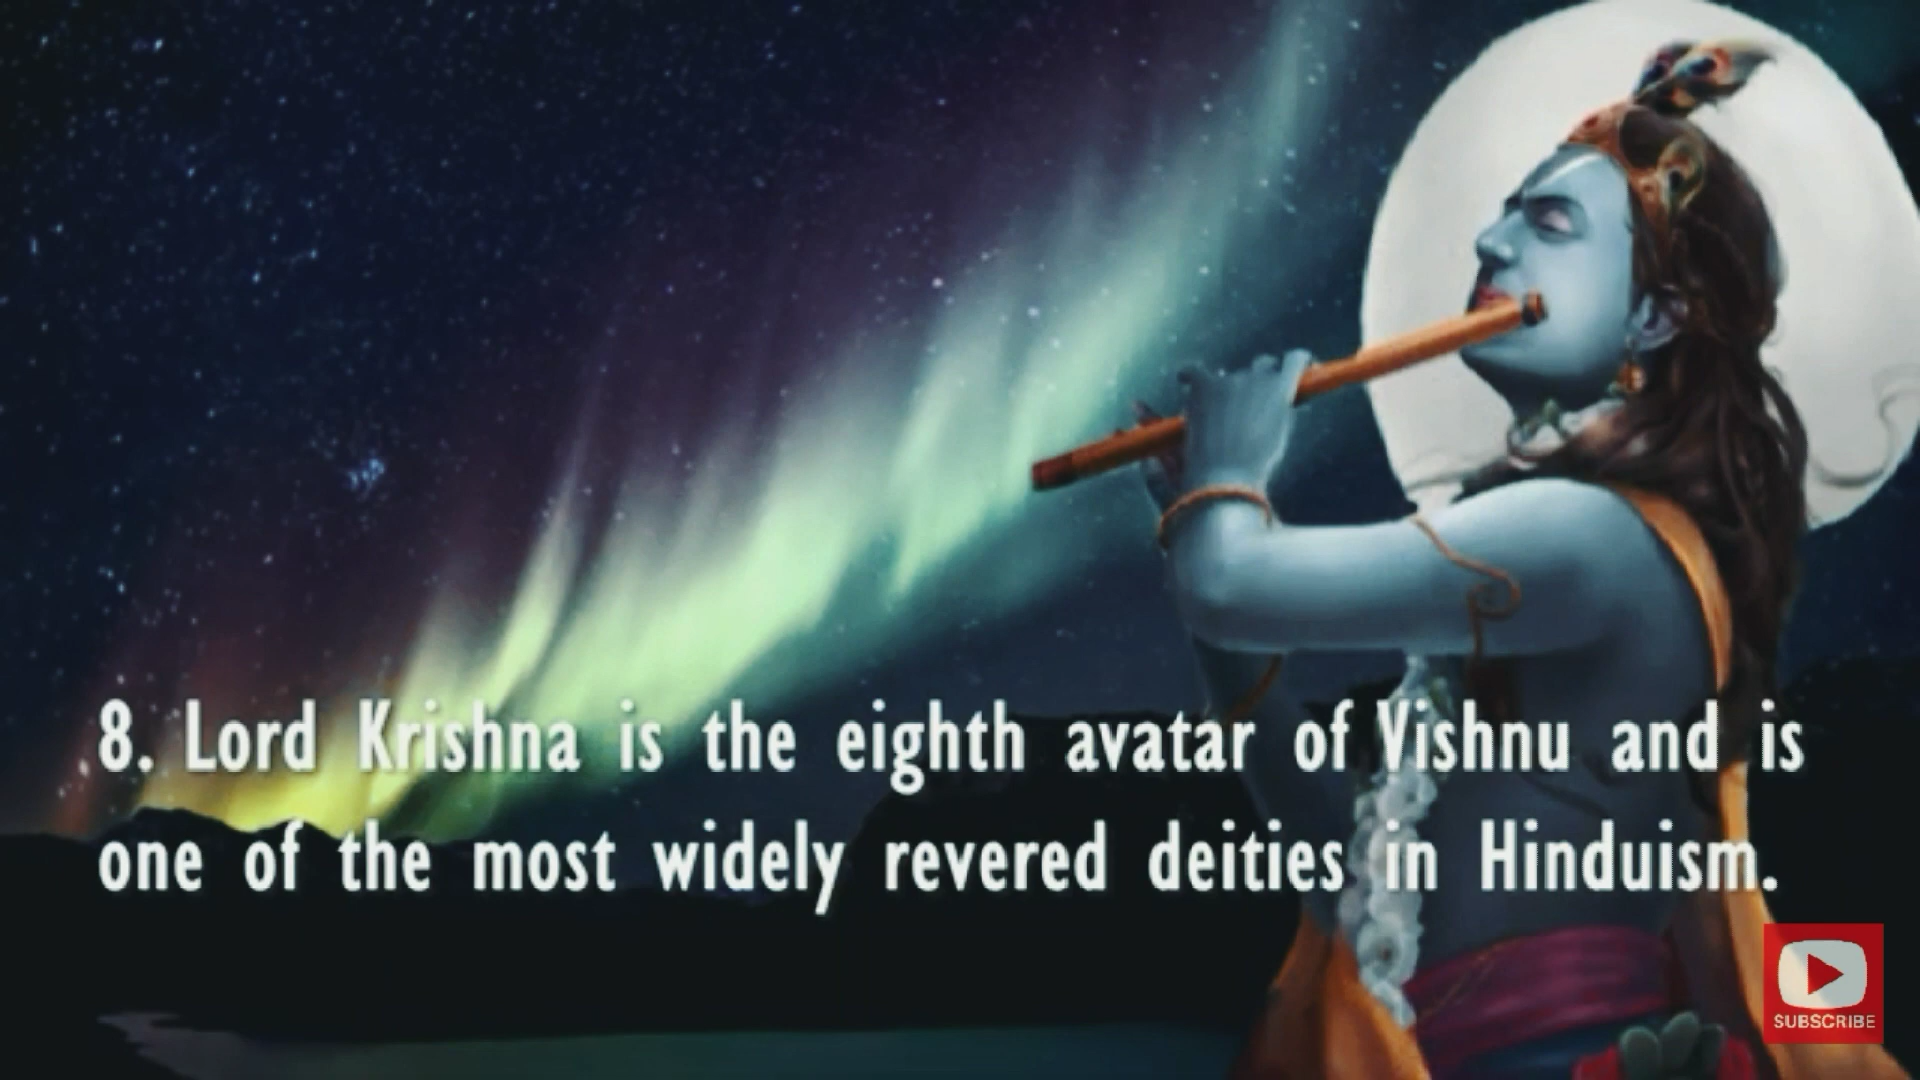 8. Lord Krishna is the eighth avatar of Vishnu and is
one of the most widely revered deities in Hinduism.
SUBSCRIBE